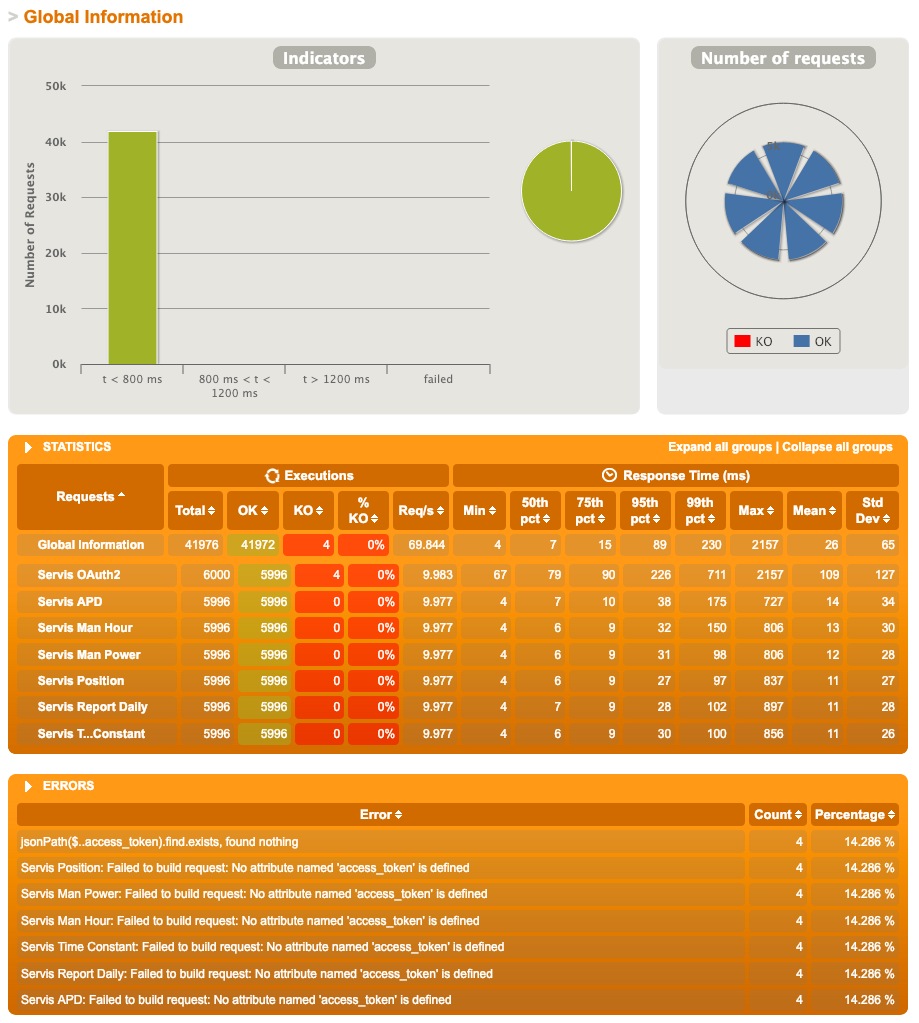 > Global Information
Indicators
50k
40k
30k
20k
10k
0k
Number of Requests
t < 800 ms
800 ms < t <
1200 ms
t > 1200 ms
failed
Number of requests
KO OK
STATISTICS
Expand all groups | Collapse all groups
Requests
Executions
Response Time (ms)
Total OK KO % KO Req/s Min 50th pct 75th pct 95th pct 99th pct Max Mean Std Dev
Global Information 41976 41972 4 0% 69.844 4 7 15 89 230 2157 26 65
Servis OAuth2 6000 5996 4 0% 9.983 67 79 90 226 711 2157 109 127
Servis APD 5996 5996 0 0% 9.977 4 7 10 38 175 727 14 34
Servis Man Hour 5996 5996 0 0% 9.977 4 6 9 32 150 806 13 30
Servis Man Power 5996 5996 0 0% 9.977 4 6 9 31 98 806 12 28
Servis Position 5996 5996 0 0% 9.977 4 6 9 27 97 837 11 27
Servis Report Daily 5996 5996 0 0% 9.977 4 7 9 28 102 897 11 28
Servis T...Constant 5996 5996 0 0% 9.977 4 6 9 30 100 856 11 26
ERRORS
Error Count Percentage
jsonPath($..access_token).find.exists, found nothing 4 14.286 %
Servis Position: Failed to build request: No attribute named 'access_token' is defined 4 14.286 %
Servis Man Power: Failed to build request: No attribute named 'access_token' is defined 4 14.286 %
Servis Man Hour: Failed to build request: No attribute named 'access_token' is defined 4 14.286 %
Servis Time Constant: Failed to build request: No attribute named 'access_token' is defined 4 14.286 %
Servis Report Daily: Failed to build request: No attribute named 'access_token' is defined 4 14.286 %
Servis APD: Failed to build request: No attribute named 'access_token' is defined 4 14.286 %